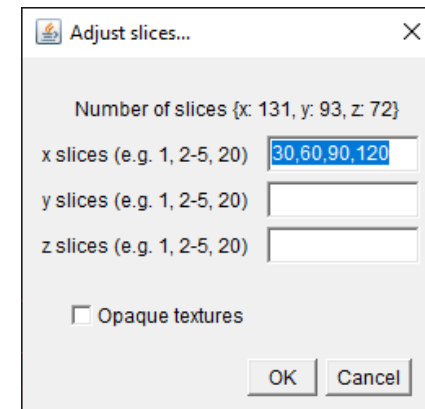 Adjust slices...
Number of slices {x: 131, y: 93, z: 72}
x slices (e.g. 1, 2-5, 20) 30,60,90,120
y slices (e.g. 1, 2-5, 20)
z slices (e.g. 1, 2-5, 20)
Opaque textures
OK Cancel